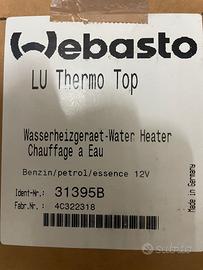 Webasto
LU Thermo Top
Wasserheizgeraet-Water Heater
Chauffage a Eau
Benzin/petrol/essence 12V
Ident-Nr.: 31395B
Fabr.Nr.: 4C322318
Made in Germany
subito